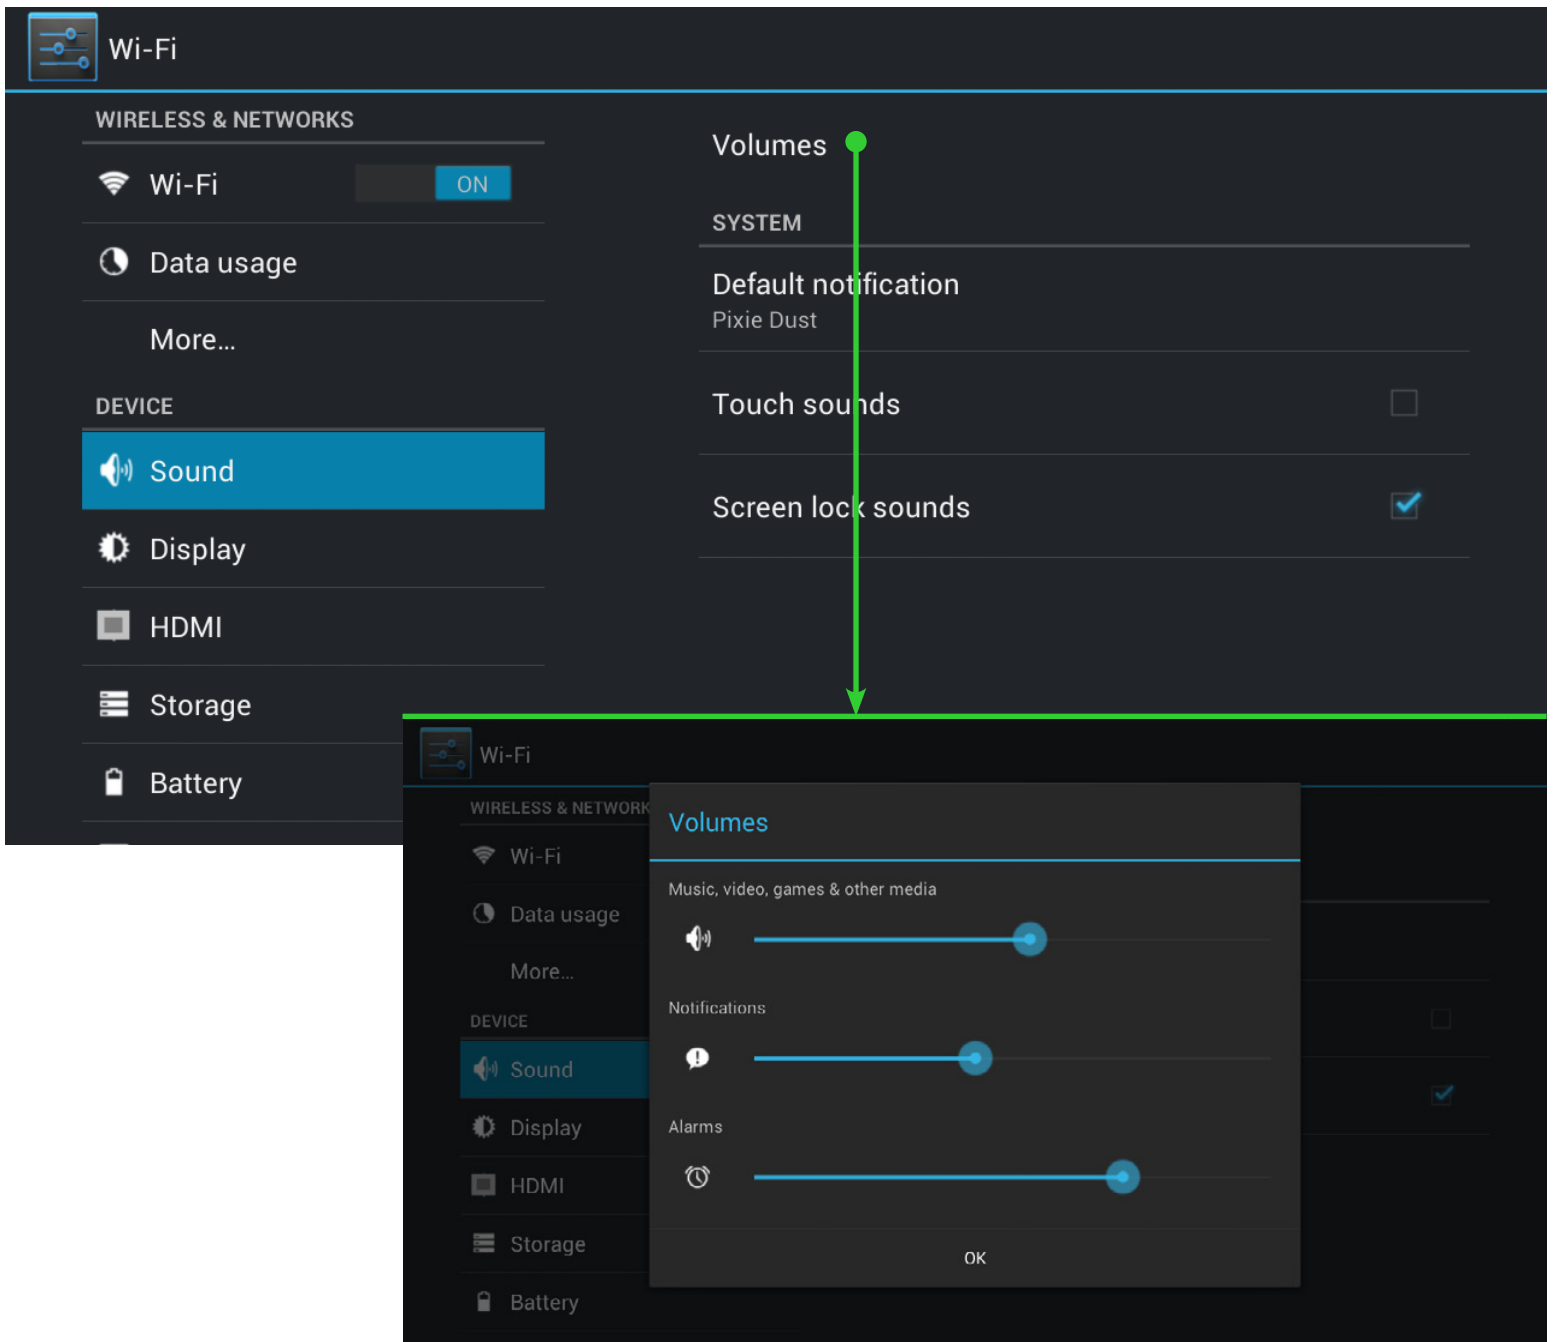 Wi-Fi
WIRELESS & NETWORKS
Wi-Fi
ON
Data usage
More...
DEVICE
Sound
Display
HDMI
Storage
Battery
Volumes
SYSTEM
Default notification
Pixie Dust
Touch sounds
Screen lock sounds
Wi-Fi
WIRELESS & NETWORK
Wi-Fi
Data usage
More...
DEVICE
Sound
Display
HDMI
Storage
Battery
Volumes
Music, video, games & other media
Notifications
Alarms
OK